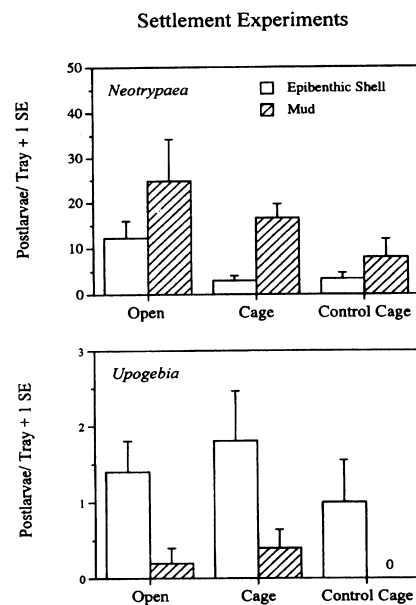 Settlement Experiments
Postlarvae/ Tray + 1 SE
50
40
30
20
10
0
Neotrypaea
Epibenthic Shell
Mud
Open
Cage
Control Cage
Postlarvae/ Tray + 1 SE
3
2
1
0
Upogebia
0
Open
Cage
Control Cage